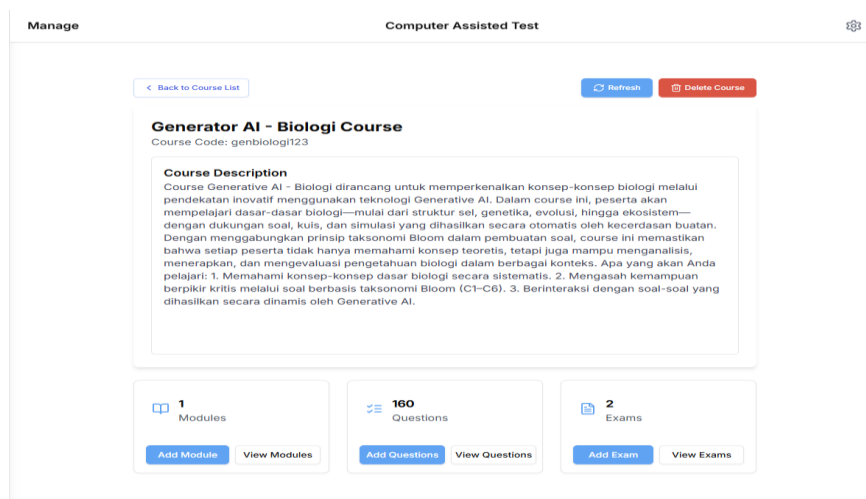 Manage
Computer Assisted Test
Back to Course List
Refresh
Delete Course
Generator AI - Biologi Course
Course Code: genbiologi123
Course Description
Course Generative AI - Biologi dirancang untuk memperkenalkan konsep-konsep biologi melalui
pendekatan inovatif menggunakan teknologi Generative AI. Dalam course ini, peserta akan
mempelajari dasar-dasar biologi—mulai dari struktur sel, genetika, evolusi, hingga ekosistem—
dengan dukungan soal, kuis, dan simulasi yang dihasilkan secara otomatis oleh kecerdasan buatan.
Dengan menggabungkan prinsip taksonomi Bloom dalam pembuatan soal, course ini memastikan
bahwa setiap peserta tidak hanya memahami konsep teoretis, tetapi juga mampu menganalisis,
menerapkan, dan mengevaluasi pengetahuan biologi dalam berbagai konteks. Apa yang akan Anda
pelajari: 1. Memahami konsep-konsep dasar biologi secara sistematis. 2. Mengasah kemampuan
berpikir kritis melalui soal berbasis taksonomi Bloom (C1–C6). 3. Berinteraksi dengan soal-soal yang
dihasilkan secara dinamis oleh Generative AI.
1
Modules
Add Module
View Modules
160
Questions
Add Questions
View Questions
2
Exams
Add Exam
View Exams